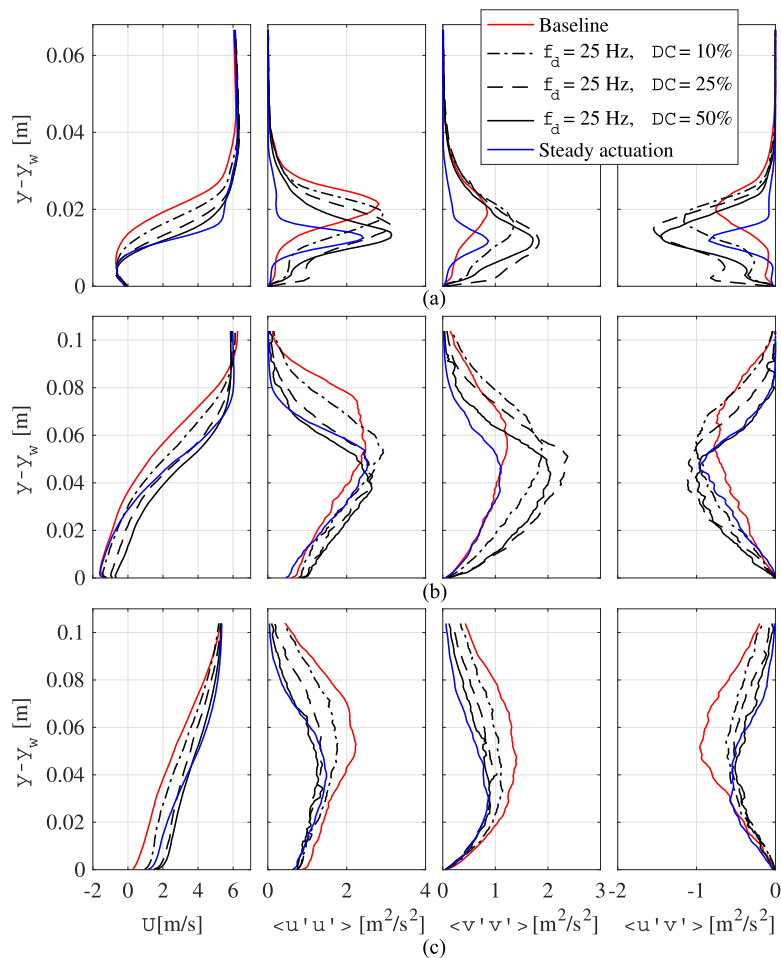 Baseline
f_d = 25 Hz, DC = 10%
f_d = 25 Hz, DC = 25%
f_d = 25 Hz, DC = 50%
Steady actuation
y-y_w [m]
0.06
0.04
0.02
0
(a)
y-y_w [m]
0.1
0.08
0.06
0.04
0.02
0
(b)
y-y_w [m]
0.1
0.08
0.06
0.04
0.02
0
-2 0 2 4 6
0 2 4
0 1 2 3
-2 -1 0
U[m/s]
<u'u'> [m²/s²]
<v'v'> [m²/s²]
<u'v'> [m²/s²]
(c)